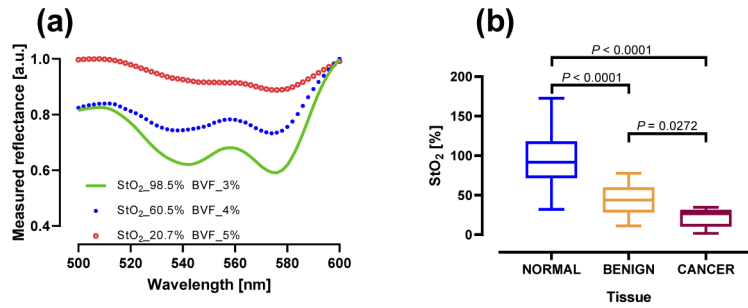 (a)
Measured reflectance [a.u.]
1.0
0.8
0.6
0.4
StO2_98.5% BVF_3%
StO2_60.5% BVF_4%
StO2_20.7% BVF_5%
500 520 540 560 580 600
Wavelength [nm]
(b)
P < 0.0001
P < 0.0001
P = 0.0272
StO2 [%]
200
150
100
50
0
NORMAL BENIGN CANCER
Tissue